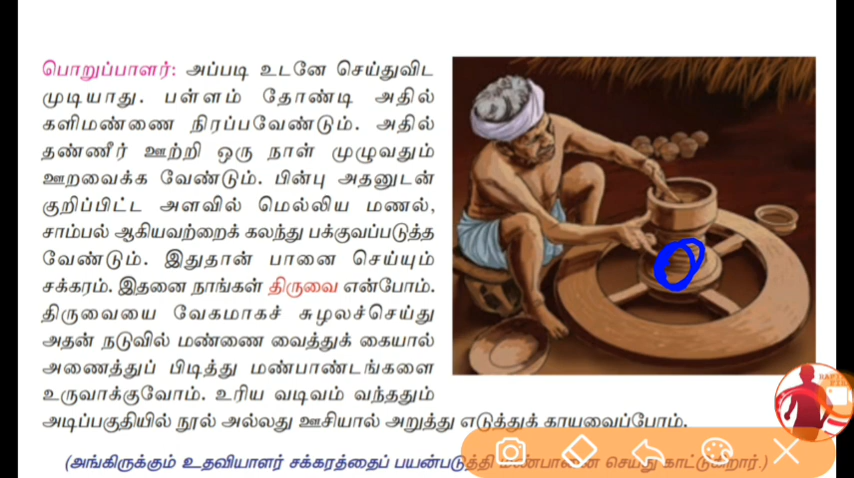 பொறுப்பாளர்: அப்படி உடனே செய்துவிட
முடியாது. பள்ளம் தோண்டி அதில்
களிமண்ணை நிரப்பவேண்டும். அதில்
தண்ணீர் ஊற்றி ஒரு நாள் முழுவதும்
ஊறவைக்க வேண்டும். பின்பு அதனுடன்
குறிப்பிட்ட அளவில் மெல்லிய மணல்,
சாம்பல் ஆகியவற்றைக் கலந்து பக்குவப்படுத்த
வேண்டும். இதுதான் பானை செய்யும்
சக்கரம். இதனை நாங்கள் திருவை என்போம்.
திருவையை வேகமாகச் சுழலச்செய்து
அதன் நடுவில் மண்ணை வைத்துக் கையால்
அணைத்துப் பிடித்து மண்பாண்டங்களை
உருவாக்குவோம். உரிய வடிவம் வந்ததும்
அடிப்பகுதியில் நூல் அல்லது ஊசியால் அறுத்து எடுத்துக் காயவைப்போம்.
(அங்கிருக்கும் உதவியாளர் சக்கரத்தைப் பயன்படுத்தி மண்பானை செய்து காட்டுகிறார்.)